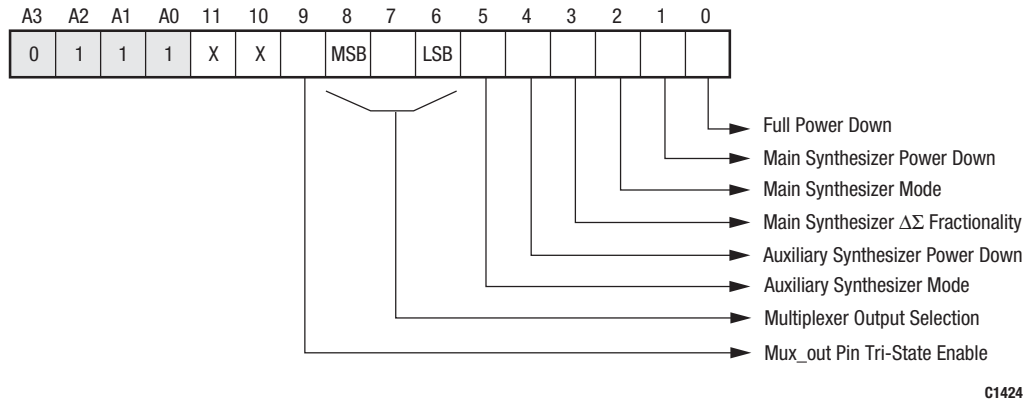 A3 A2 A1 A0 11 10 9 8 7 6 5 4 3 2 1 0
0 1 1 1 X X MSB LSB
Full Power Down
Main Synthesizer Power Down
Main Synthesizer Mode
Main Synthesizer ΔΣ Fractionality
Auxiliary Synthesizer Power Down
Auxiliary Synthesizer Mode
Multiplexer Output Selection
Mux_out Pin Tri-State Enable
C1424